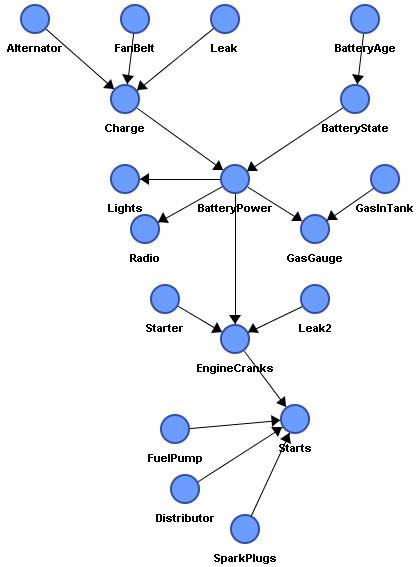 Alternator
FanBelt
Leak
BatteryAge
Charge
BatteryState
Lights
BatteryPower
GasInTank
Radio
GasGauge
Starter
Leak2
EngineCranks
Starts
FuelPump
Distributor
SparkPlugs